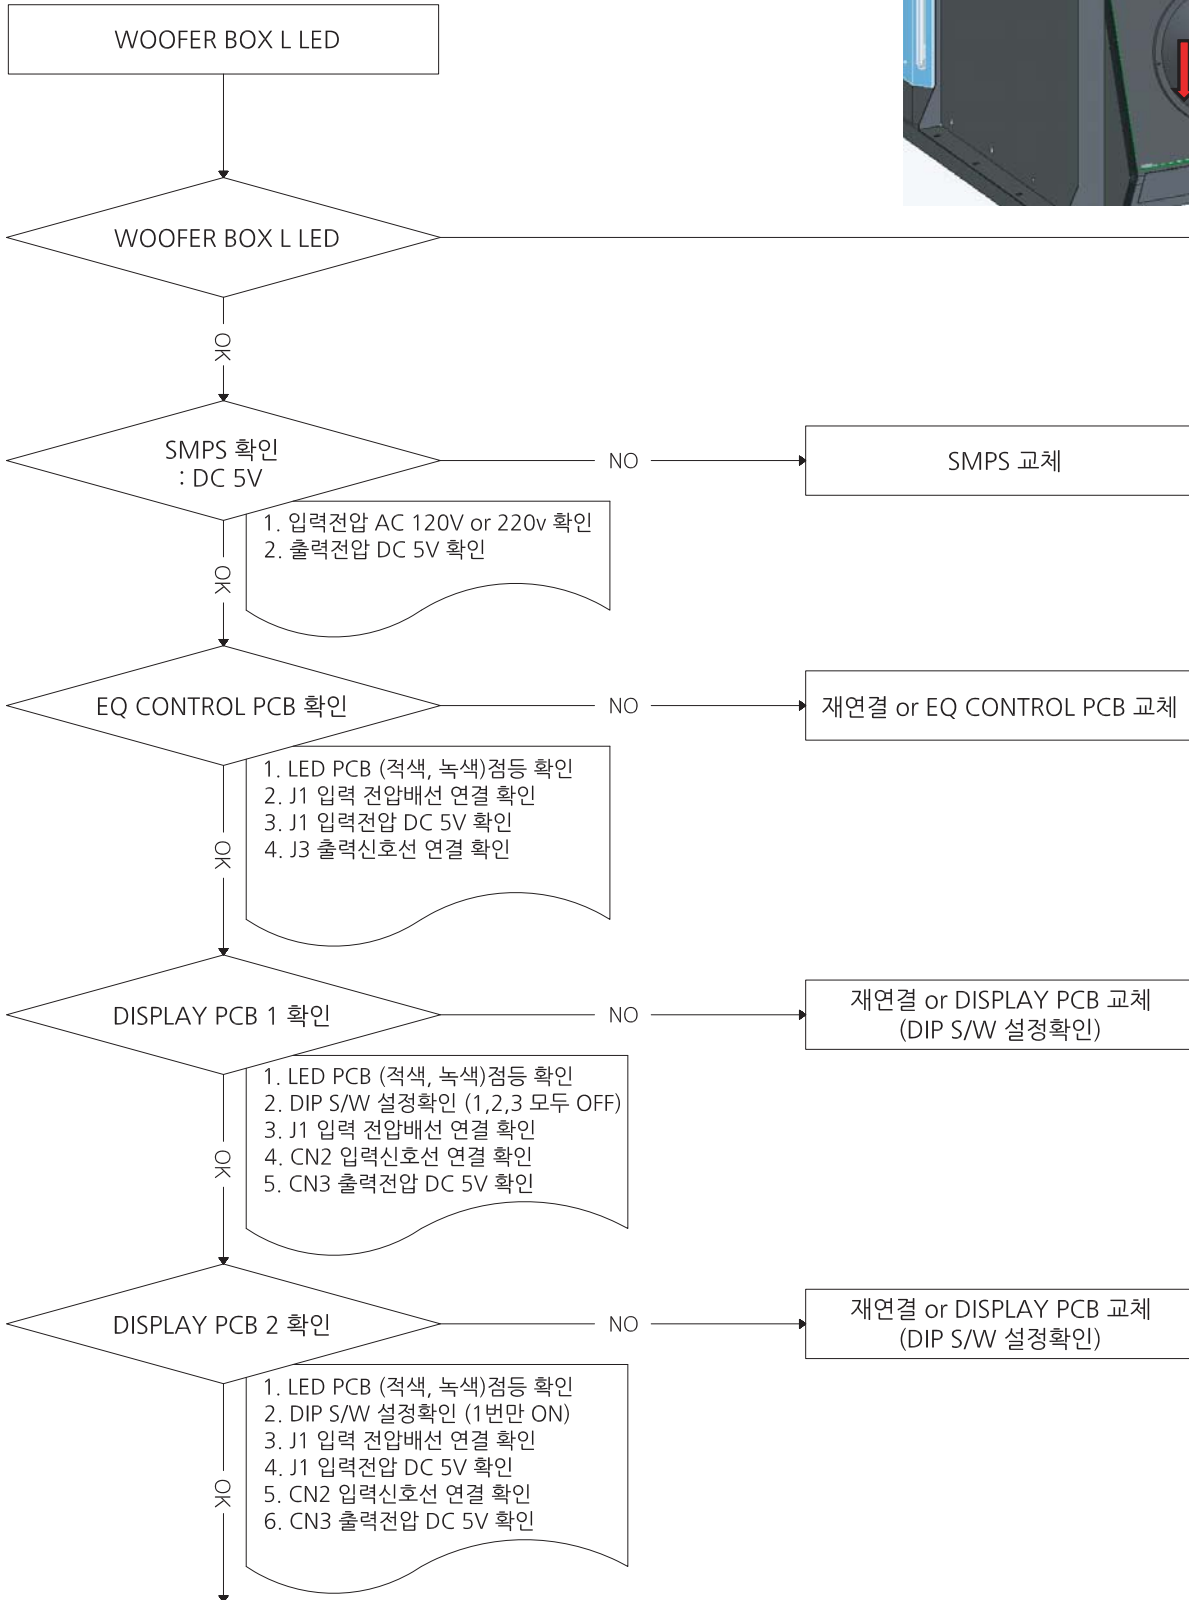 WOOFER BOX L LED
WOOFER BOX L LED
OK
SMPS 확인
: DC 5V
NO
SMPS 교체
1. 입력전압 AC 120V or 220v 확인
2. 출력전압 DC 5V 확인
OK
EQ CONTROL PCB 확인
NO
재연결 or EQ CONTROL PCB 교체
1. LED PCB (적색, 녹색)점등 확인
2. J1 입력 전압배선 연결 확인
3. J1 입력전압 DC 5V 확인
4. J3 출력신호선 연결 확인
OK
DISPLAY PCB 1 확인
NO
재연결 or DISPLAY PCB 교체
(DIP S/W 설정확인)
1. LED PCB (적색, 녹색)점등 확인
2. DIP S/W 설정확인 (1,2,3 모두 OFF)
3. J1 입력 전압배선 연결 확인
4. CN2 입력신호선 연결 확인
5. CN3 출력전압 DC 5V 확인
OK
DISPLAY PCB 2 확인
NO
재연결 or DISPLAY PCB 교체
(DIP S/W 설정확인)
1. LED PCB (적색, 녹색)점등 확인
2. DIP S/W 설정확인 (1번만 ON)
3. J1 입력 전압배선 연결 확인
4. J1 입력전압 DC 5V 확인
5. CN2 입력신호선 연결 확인
6. CN3 출력전압 DC 5V 확인
OK